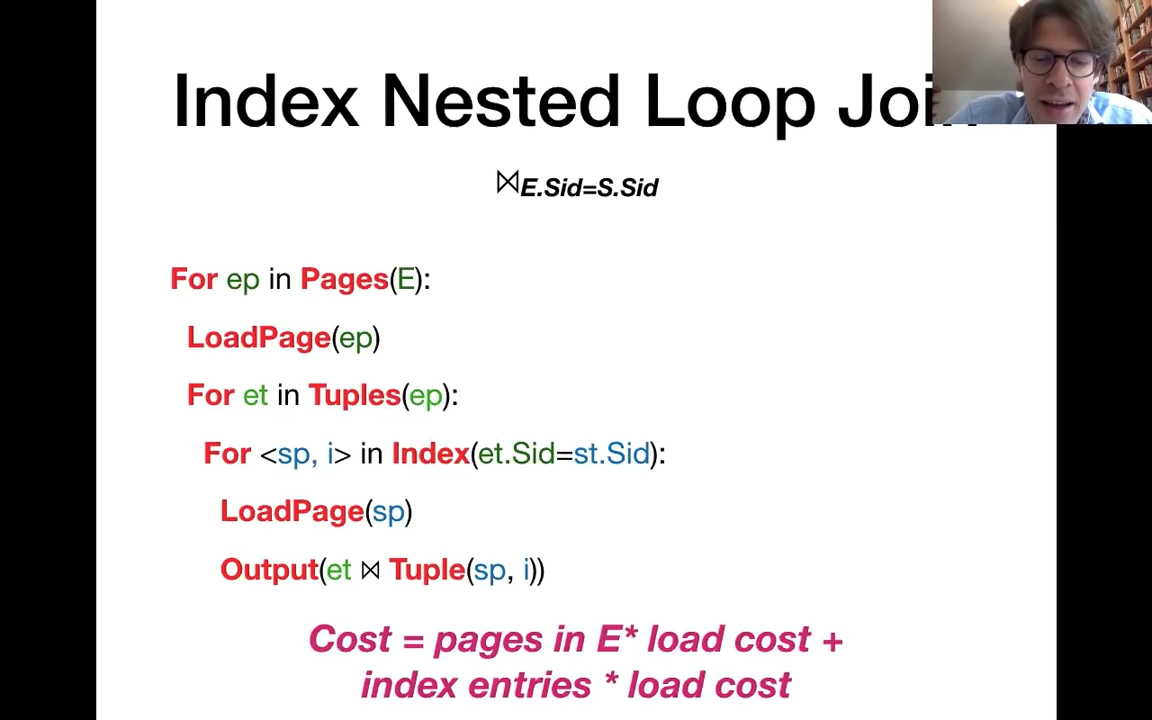 Index Nested Loop Join
⋈E.Sid=S.Sid
For ep in Pages(E):
LoadPage(ep)
For et in Tuples(ep):
For <sp, i> in Index(et.Sid=st.Sid):
LoadPage(sp)
Output(et ⋈ Tuple(sp, i))
Cost = pages in E* load cost +
index entries * load cost